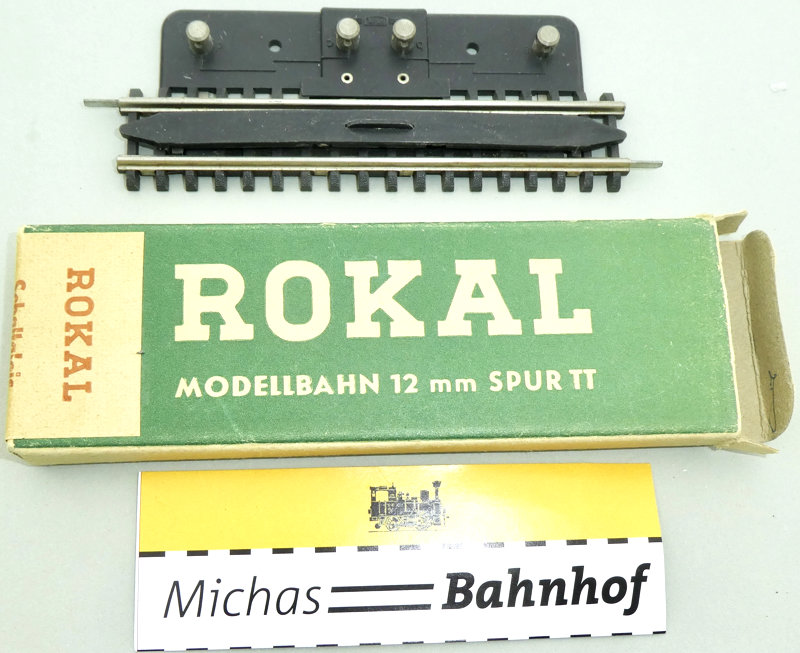 ROKAL
ROKAL
MODELLBAHN 12 mm SPUR TT
Michas Bahnhof